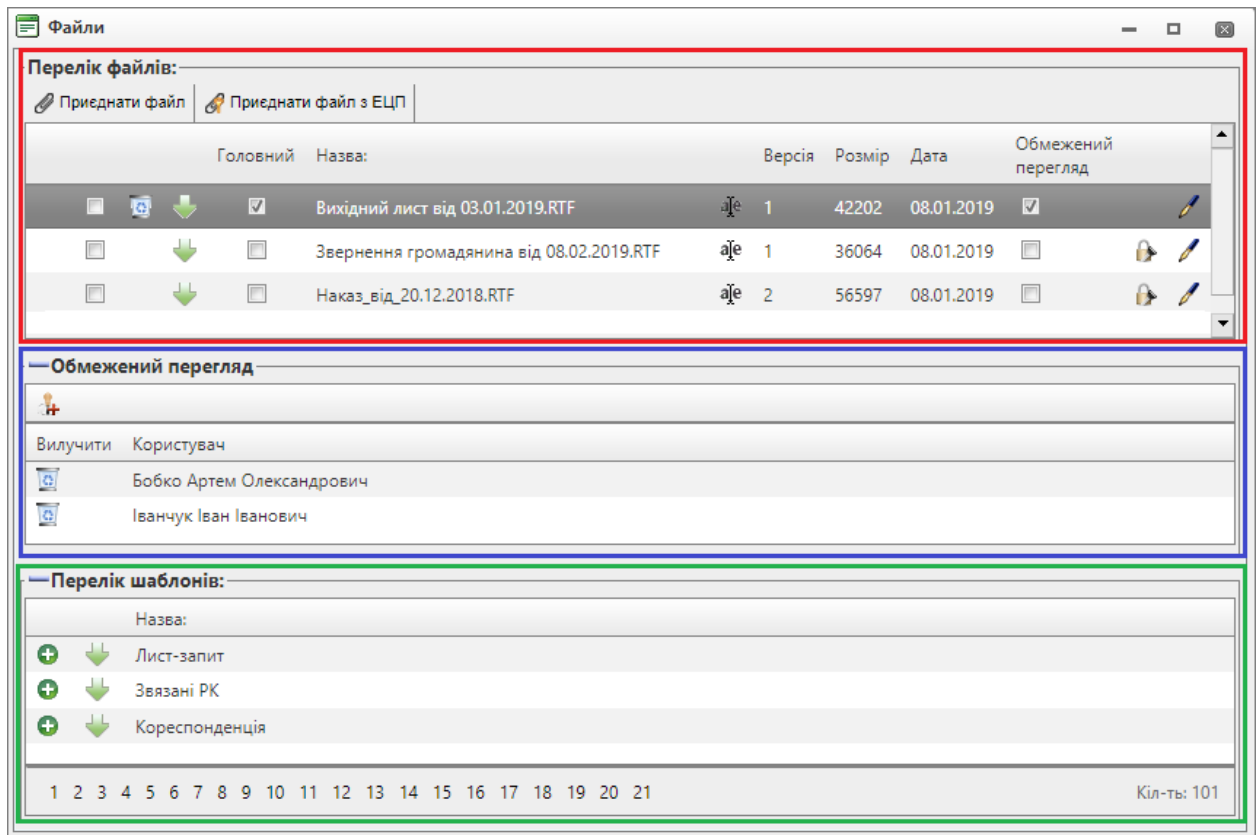 Файли
Перелік файлів:
Приєднати файл Приєднати файл з ЕЦП
Головний Назва: Версія Розмір Дата Обмежений
перегляд
Вихідний лист від 03.01.2019.RTF ae 1 42202 08.01.2019
Звернення громадянина від 08.02.2019.RTF ae 1 36064 08.01.2019
Наказ_від_20.12.2018.RTF ae 2 56597 08.01.2019
Обмежений перегляд
Вилучити Користувач
Бобко Артем Олександрович
Іванчук Іван Іванович
Перелік шаблонів:
Назва:
Лист-запит
Звязані РК
Кореспонденція
1 2 3 4 5 6 7 8 9 10 11 12 13 14 15 16 17 18 19 20 21 Кіл-ть: 101